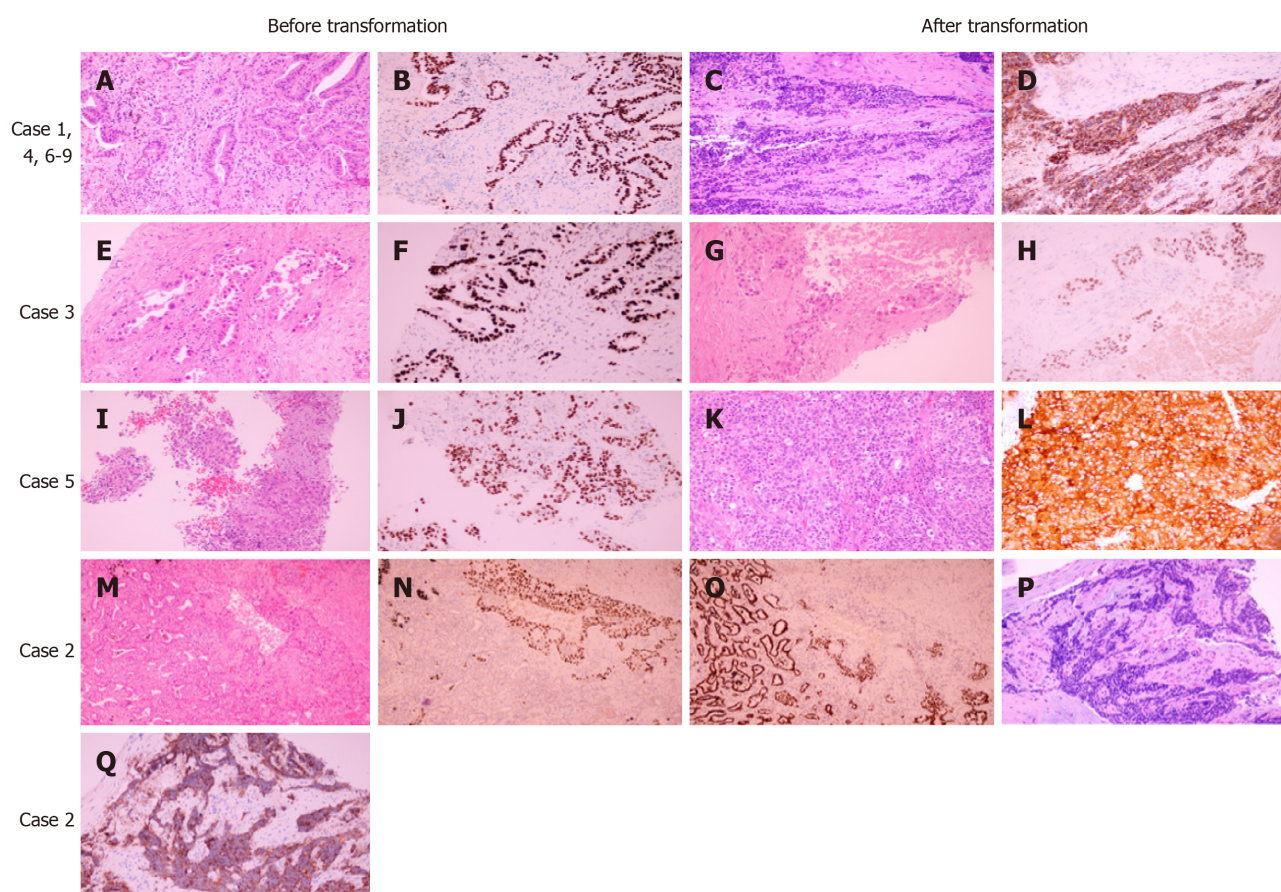 Before transformation
After transformation
A
B
C
D
Case 1,
4, 6-9
E
F
G
H
Case 3
I
J
K
L
Case 5
M
N
O
P
Case 2
Q
Case 2